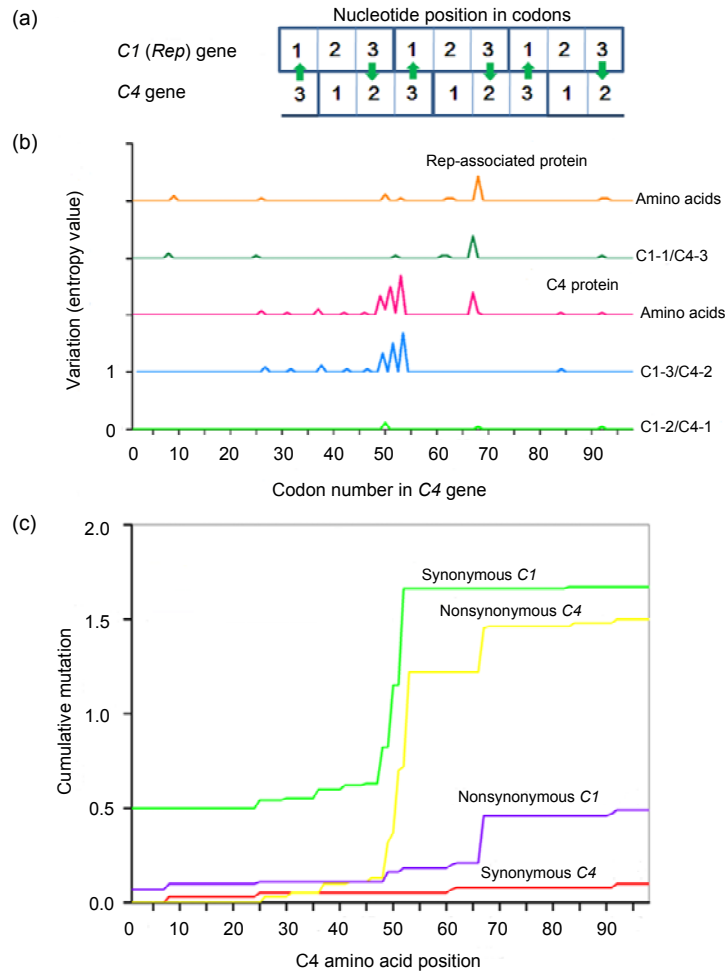 (a)
Nucleotide position in codons
C1 (Rep) gene
1 2 3 1 2 3 1 2 3
C4 gene
3 1 2 3 1 2 3 1 2
(b)
Variation (entropy value)
Rep-associated protein
Amino acids
C1-1/C4-3
C4 protein
Amino acids
1
C1-3/C4-2
0
C1-2/C4-1
0 10 20 30 40 50 60 70 80 90
Codon number in C4 gene
(c)
Cumulative mutation
2.0
1.5
1.0
0.5
0.0
Synonymous C1
Nonsynonymous C4
Nonsynonymous C1
Synonymous C4
0 10 20 30 40 50 60 70 80 90
C4 amino acid position